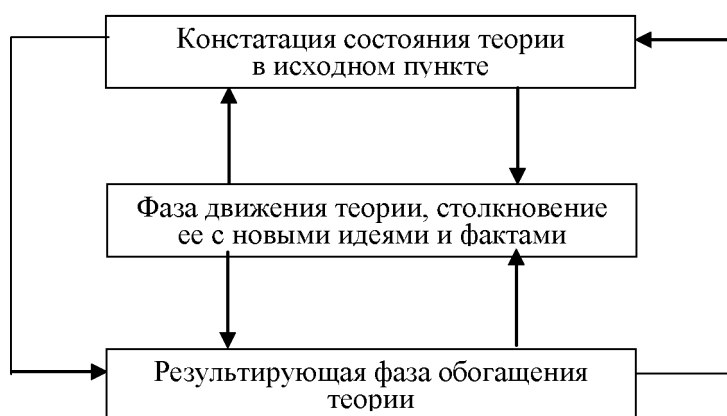 Констатация состояния теории
в исходном пункте
Фаза движения теории, столкновение
ее с новыми идеями и фактами
Результирующая фаза обогащения
теории